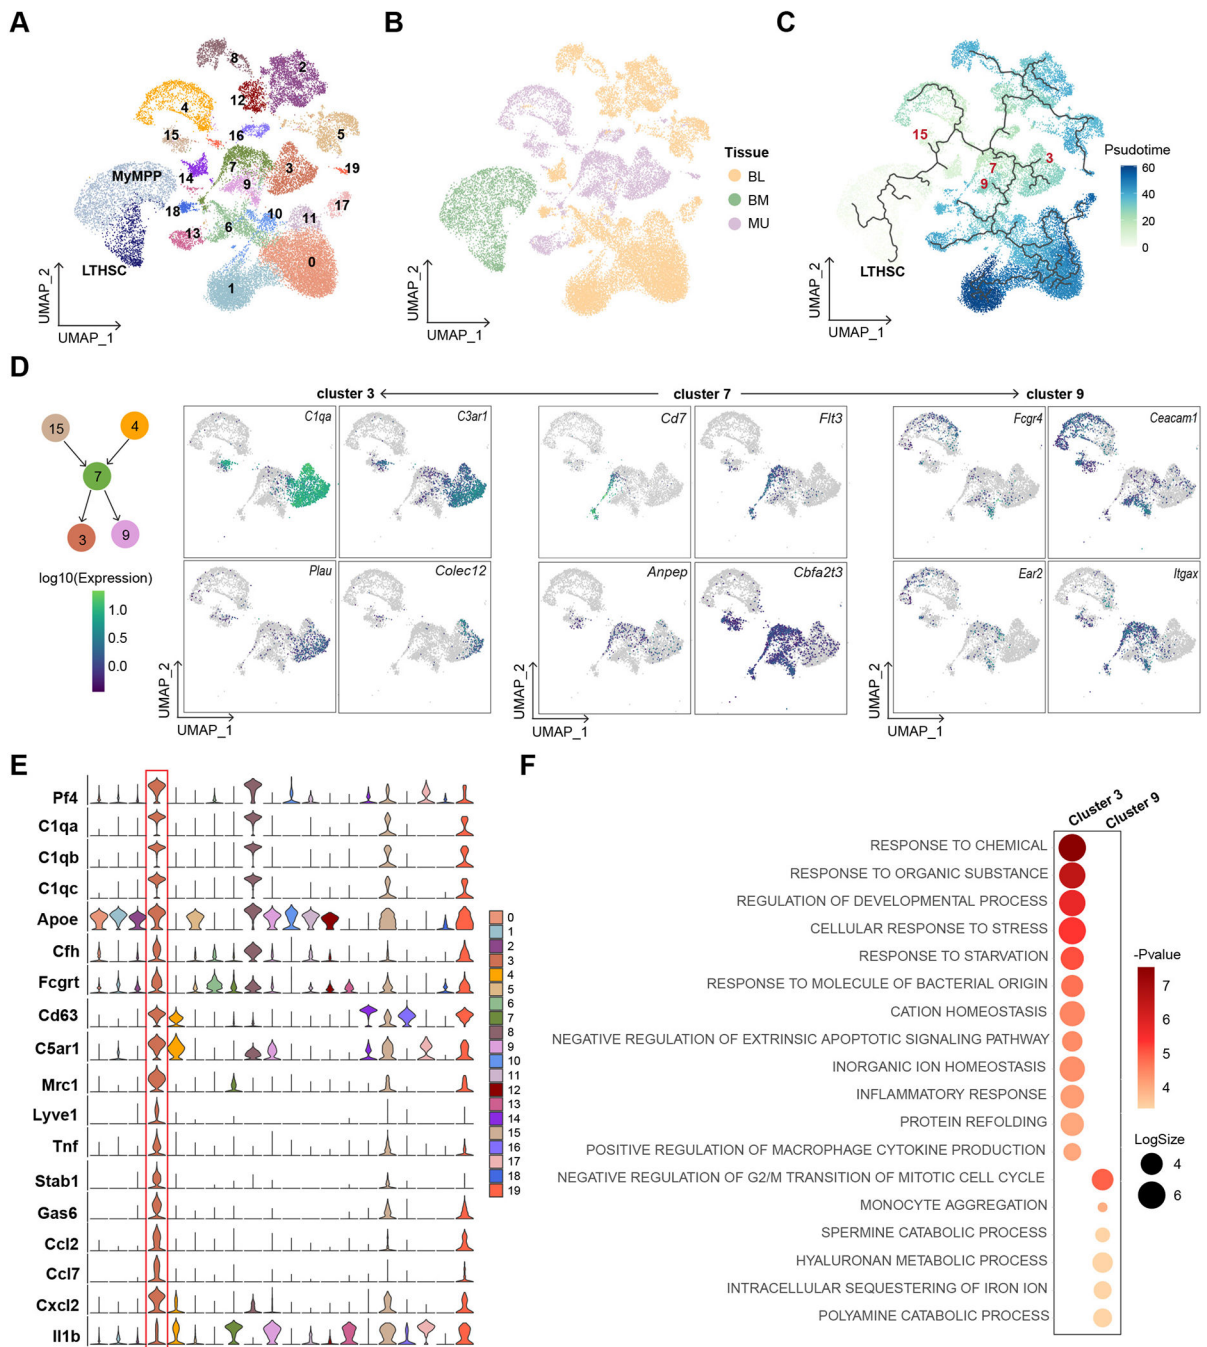 A
8
2
12
4
15
16
5
7
3
19
14
MyMPP
9
18
10
11
17
13
6
0
LTHSC
1
UMAP_2
UMAP_1
B
Tissue
BL
BM
MU
UMAP_2
UMAP_1
C
15
7
3
9
LTHSC
Psudotime
60
40
20
0
UMAP_2
UMAP_1
D
cluster 3
cluster 7
cluster 9
15
4
7
3
9
log10(Expression)
1.0
0.5
0.0
C1qa
C3ar1
Plau
Colec12
UMAP_2
UMAP_1
Cd7
Flt3
Anpep
Cbfa2t3
UMAP_2
UMAP_1
Fcgr4
Ceacam1
Ear2
Itgax
UMAP_2
UMAP_1
E
Pf4
C1qa
C1qb
C1qc
Apoe
Cfh
Fcgrt
Cd63
C5ar1
Mrc1
Lyve1
Tnf
Stab1
Gas6
Ccl2
Ccl7
Cxcl2
Il1b
0
1
2
3
4
5
6
7
8
9
10
11
12
13
14
15
16
17
18
19
F
Cluster 3
Cluster 9
RESPONSE TO CHEMICAL
RESPONSE TO ORGANIC SUBSTANCE
REGULATION OF DEVELOPMENTAL PROCESS
CELLULAR RESPONSE TO STRESS
RESPONSE TO STARVATION
RESPONSE TO MOLECULE OF BACTERIAL ORIGIN
CATION HOMEOSTASIS
NEGATIVE REGULATION OF EXTRINSIC APOPTOTIC SIGNALING PATHWAY
INORGANIC ION HOMEOSTASIS
INFLAMMATORY RESPONSE
PROTEIN REFOLDING
POSITIVE REGULATION OF MACROPHAGE CYTOKINE PRODUCTION
NEGATIVE REGULATION OF G2/M TRANSITION OF MITOTIC CELL CYCLE
MONOCYTE AGGREGATION
SPERMINE CATABOLIC PROCESS
HYALURONAN METABOLIC PROCESS
INTRACELLULAR SEQUESTERING OF IRON ION
POLYAMINE CATABOLIC PROCESS
-Pvalue
7
6
5
4
LogSize
4
6